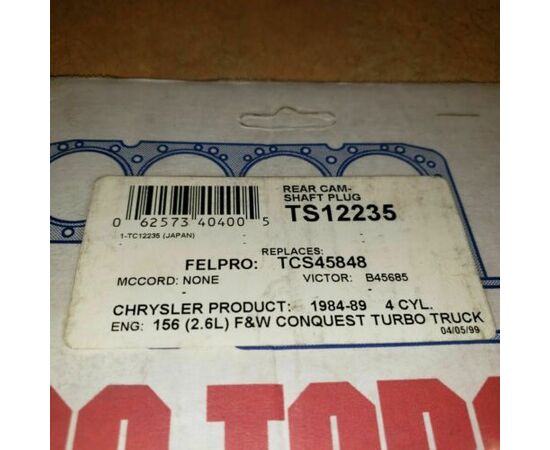 REAR CAM-
SHAFT PLUG
TS12235
0 62573 40400 5
1-TC12235 (JAPAN)
REPLACES:
FELPRO: TCS45848
MCCORD: NONE VICTOR: B45685
CHRYSLER PRODUCT: 1984-89 4 CYL.
ENG: 156 (2.6L) F&W CONQUEST TURBO TRUCK
04/05/99